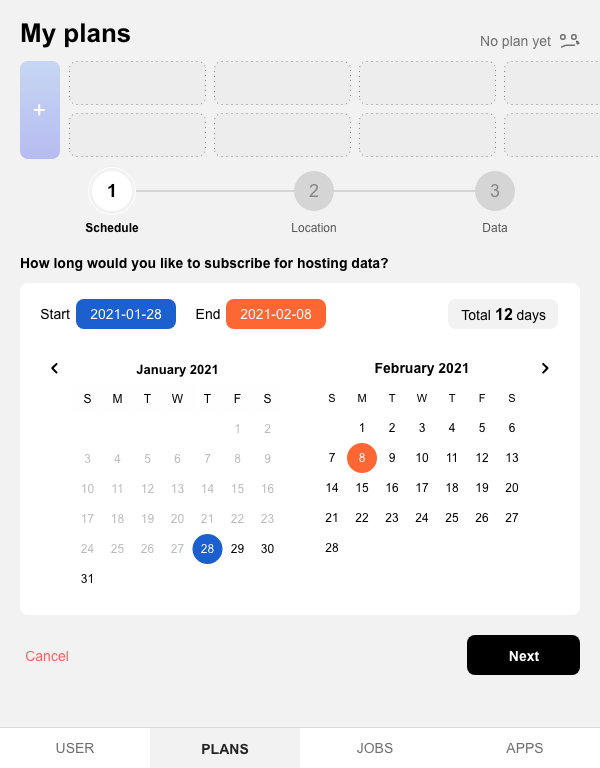 My plans
No plan yet
+
1 2 3
Schedule Location Data
How long would you like to subscribe for hosting data?
Start 2021-01-28 End 2021-02-08 Total 12 days
January 2021
S M T W T F S
1 2
3 4 5 6 7 8 9
10 11 12 13 14 15 16
17 18 19 20 21 22 23
24 25 26 27 28 29 30
31
February 2021
S M T W T F S
1 2 3 4 5 6
7 8 9 10 11 12 13
14 15 16 17 18 19 20
21 22 23 24 25 26 27
28
Cancel Next
USER PLANS JOBS APPS